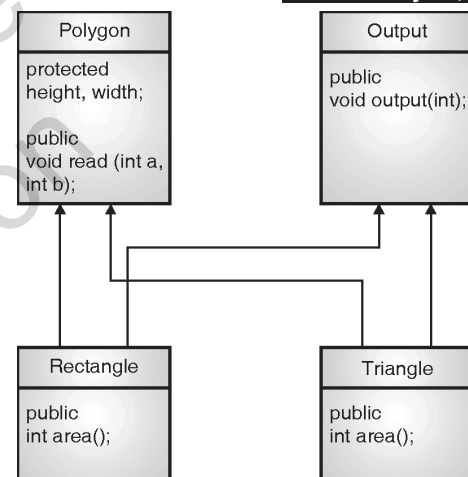 Polygon
protected
height, width;
public
void read (int a,
int b);
Output
public
void output(int);
Rectangle
public
int area();
Triangle
public
int area();